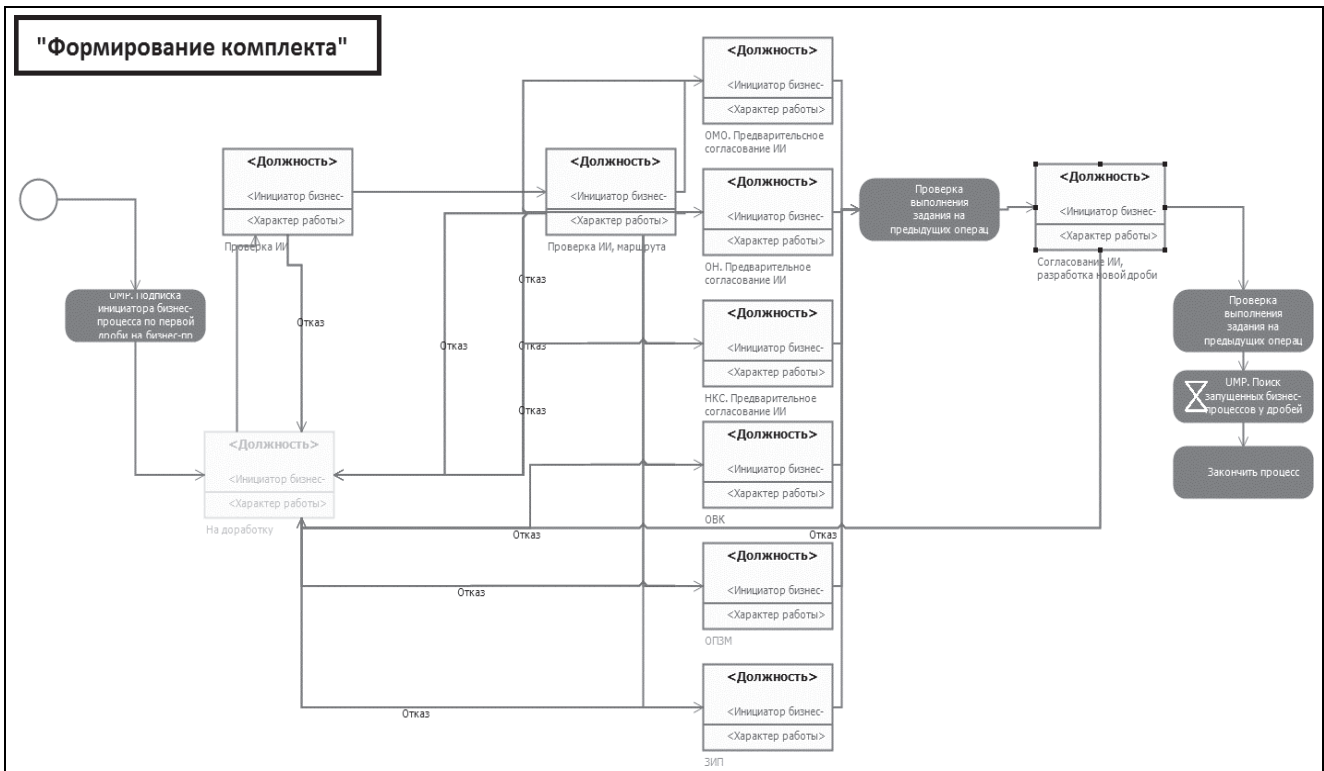 "Формирование комплекта"
<Должность>
<Инициатор бизнес-
<Характер работы>
Проверка ИИ
<Должность>
<Инициатор бизнес-
<Характер работы>
Проверка ИИ, маршрута
<Должность>
<Инициатор бизнес-
<Характер работы>
ОМО. Предварительсное
согласование ИИ
<Должность>
<Инициатор бизнес-
<Характер работы>
ОН. Предварительное
согласование ИИ
<Должность>
<Инициатор бизнес-
<Характер работы>
НКС. Предварительное
согласование ИИ
<Должность>
<Инициатор бизнес-
<Характер работы>
ОВК
<Должность>
<Инициатор бизнес-
<Характер работы>
ОПЗМ
<Должность>
<Инициатор бизнес-
<Характер работы>
ЗИП
UMP. Подписка
инициатора бизнес-
процесса по первой
дроби на бизнес-пр
<Должность>
<Инициатор бизнес-
<Характер работы>
На доработку
Отказ
Отказ
Отказ
Отказ
Отказ
Отказ
Отказ
Отказ
Отказ
Проверка
выполнения
задания на
предыдущих операц
<Должность>
<Инициатор бизнес-
<Характер работы>
Согласование ИИ,
разработка новой дроби
Проверка
выполнения
задания на
предыдущих операц
UMP. Поиск
запущенных бизнес-
процессов у дробей
Закончить процесс